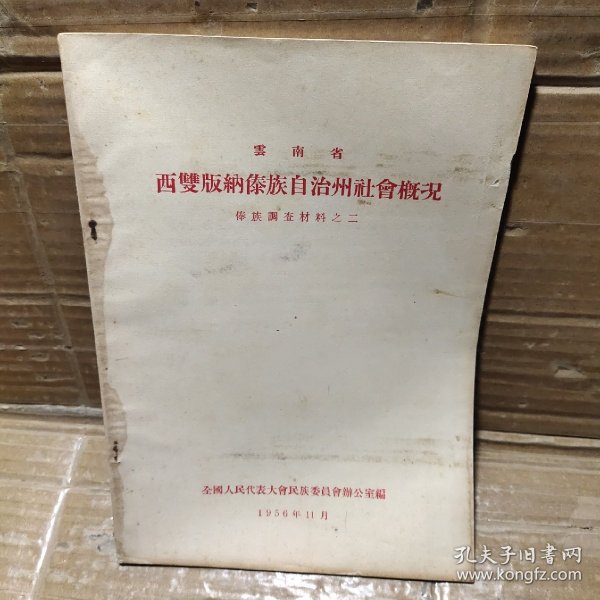 雲南省
西雙版納傣族自治州社會概况
傣族調查材料之二
全國人民代表大會民族委員會辦公室編
1956年11月
孔夫子旧書网
www.kongfz.com